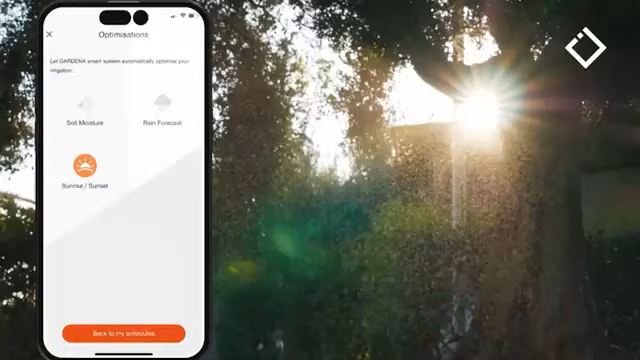 Optimisations
Let GARDENA smart system automatically optimise your
irrigation.
Soil Moisture
Rain Forecast
Sunrise / Sunset
Back to my schedules